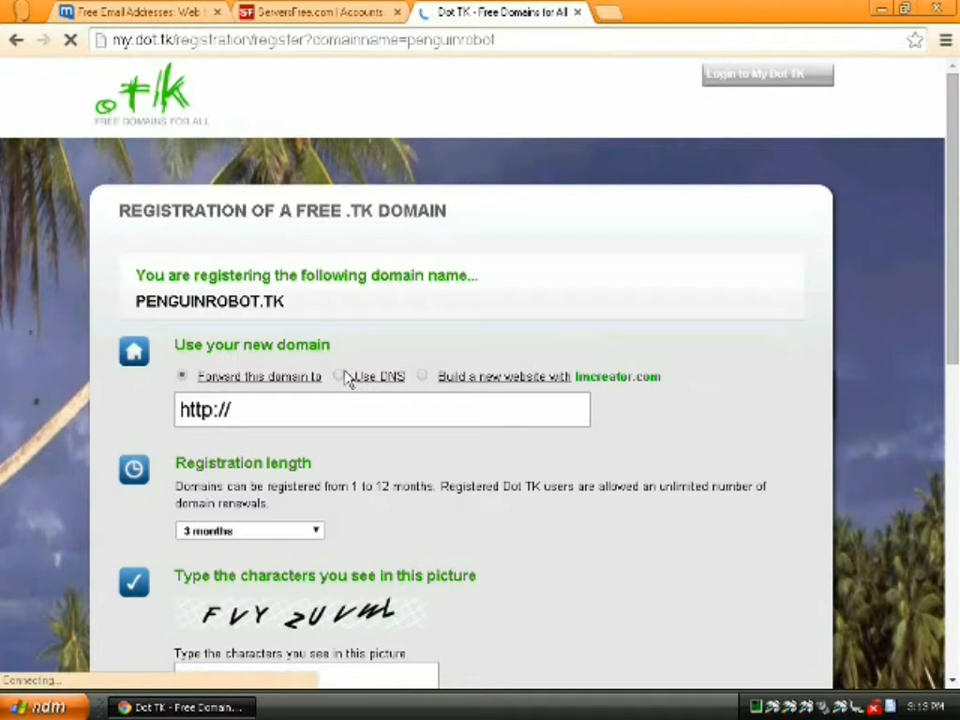 Free Email Addresses: Web
ServersFree.com | Accounts
Dot TK - Free Domains for All
my.dot.tk/registration/register?domainname=penguinrobot
Login to My Dot TK
.TK
FREE DOMAINS FOR ALL
REGISTRATION OF A FREE .TK DOMAIN
You are registering the following domain name...
PENGUINROBOT.TK
Use your new domain
Forward this domain to Use DNS Build a new website with imcreator.com
http://
Registration length
Domains can be registered from 1 to 12 months. Registered Dot TK users are allowed an unlimited number of
domain renewals.
3 months
Type the characters you see in this picture
F V Y 2 U V m L
Type the characters you see in this picture
Connecting...
ndm
Dot TK - Free Domain...
3:13 PM